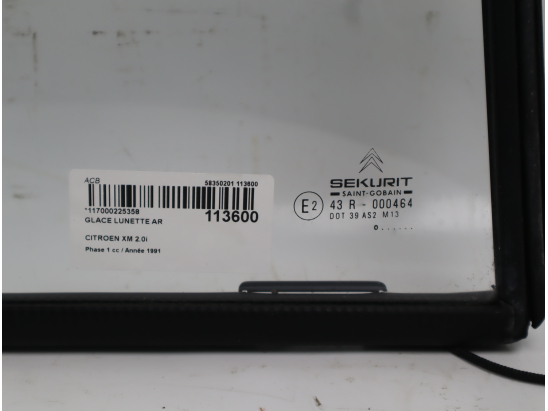 ACB
58350201 113600
*117000225358
113600
GLACE LUNETTE AR
CITROEN XM 2.0i
Phase 1 cc / Année 1991
SEKURIT
SAINT-GOBAIN
E2 43 R - 000464
DOT 39 AS2 M13